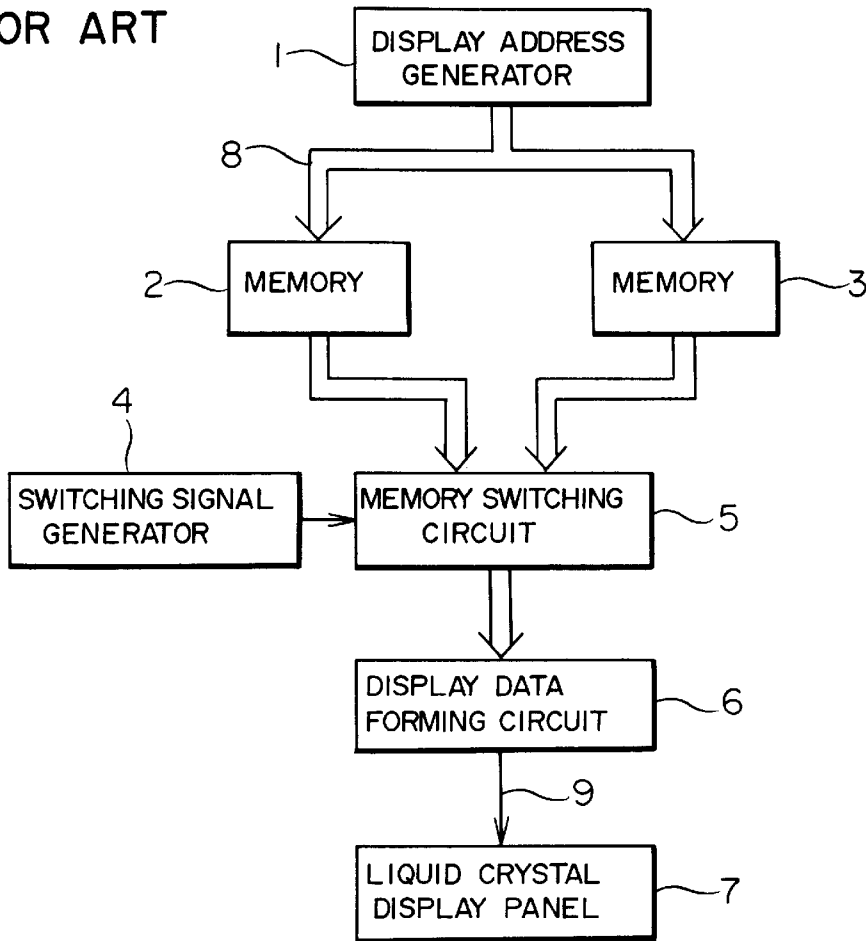 OR ART
1
DISPLAY ADDRESS
GENERATOR
8
2
MEMORY
MEMORY
3
4
SWITCHING SIGNAL
GENERATOR
MEMORY SWITCHING
CIRCUIT
5
DISPLAY DATA
FORMING CIRCUIT
6
9
LIQUID CRYSTAL
DISPLAY PANEL
7